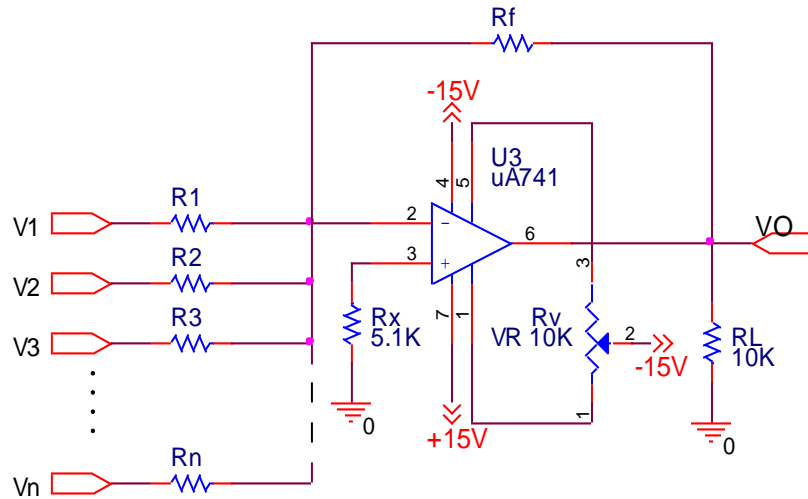 Rf
-15V
U3
uA741
4
5
R1
V1
2
-
6
VO
R2
3
+
V2
3
R3
Rx
5.1K
7
1
Rv
VR 10K
2
RL
10K
V3
-15V
1
0
+15V
0
Rn
Vn